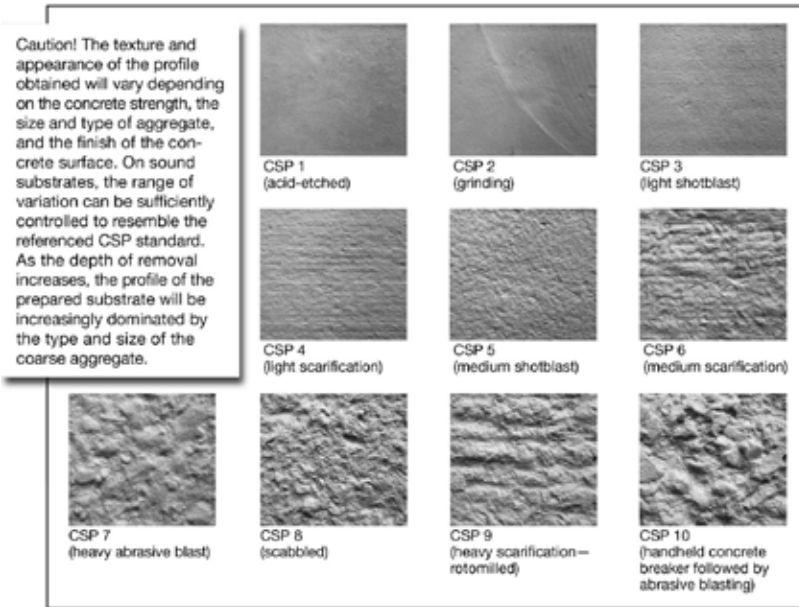 Caution! The texture and
appearance of the profile
obtained will vary depending
on the concrete strength, the
size and type of aggregate,
and the finish of the con-
crete surface. On sound
substrates, the range of
variation can be sufficiently
controlled to resemble the
referenced CSP standard.
As the depth of removal
increases, the profile of the
prepared substrate will be
increasingly dominated by
the type and size of the
coarse aggregate.
CSP 1
(acid-etched)
CSP 2
(grinding)
CSP 3
(light shotblast)
CSP 4
(light scarification)
CSP 5
(medium shotblast)
CSP 6
(medium scarification)
CSP 7
(heavy abrasive blast)
CSP 8
(scabbled)
CSP 9
(heavy scarification—
rotomilled)
CSP 10
(handheld concrete
breaker followed by
abrasive blasting)